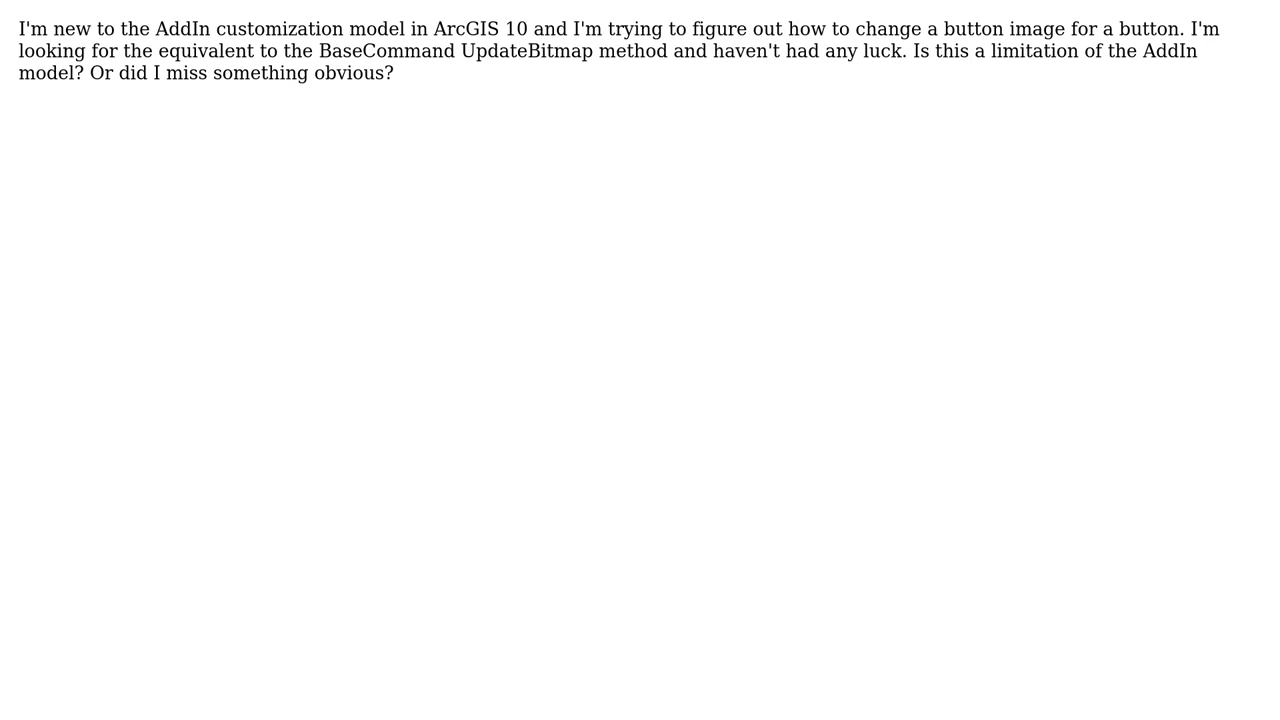 I'm new to the AddIn customization model in ArcGIS 10 and I'm trying to figure out how to change a button image for a button. I'm
looking for the equivalent to the BaseCommand UpdateBitmap method and haven't had any luck. Is this a limitation of the AddIn
model? Or did I miss something obvious?